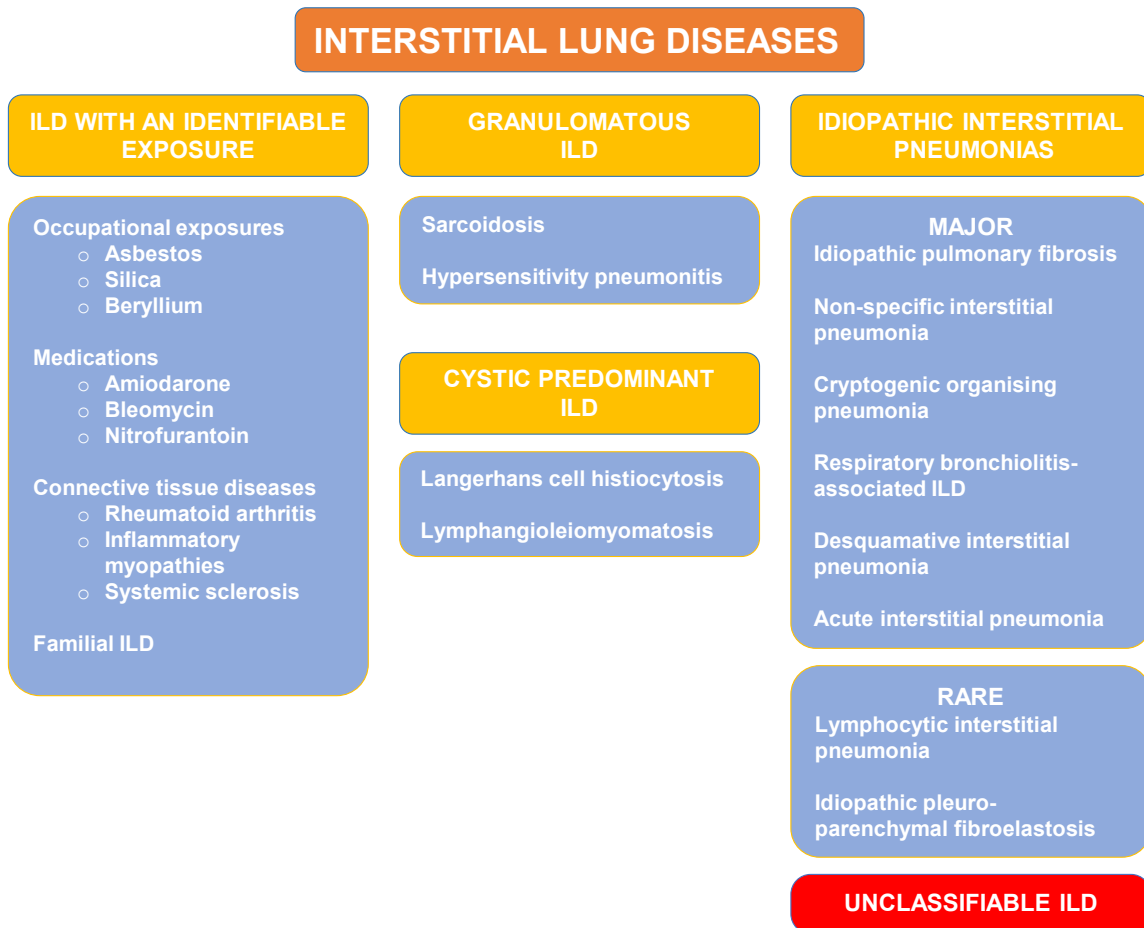 INTERSTITIAL LUNG DISEASES
ILD WITH AN IDENTIFIABLE
EXPOSURE
Occupational exposures
o Asbestos
o Silica
o Beryllium
Medications
o Amiodarone
o Bleomycin
o Nitrofurantoin
Connective tissue diseases
o Rheumatoid arthritis
o Inflammatory
myopathies
o Systemic sclerosis
Familial ILD
GRANULOMATOUS
ILD
Sarcoidosis
Hypersensitivity pneumonitis
CYSTIC PREDOMINANT
ILD
Langerhans cell histiocytosis
Lymphangioleiomyomatosis
IDIOPATHIC INTERSTITIAL
PNEUMONIAS
MAJOR
Idiopathic pulmonary fibrosis
Non-specific interstitial
pneumonia
Cryptogenic organising
pneumonia
Respiratory bronchiolitis-
associated ILD
Desquamative interstitial
pneumonia
Acute interstitial pneumonia
RARE
Lymphocytic interstitial
pneumonia
Idiopathic pleuro-
parenchymal fibroelastosis
UNCLASSIFIABLE ILD